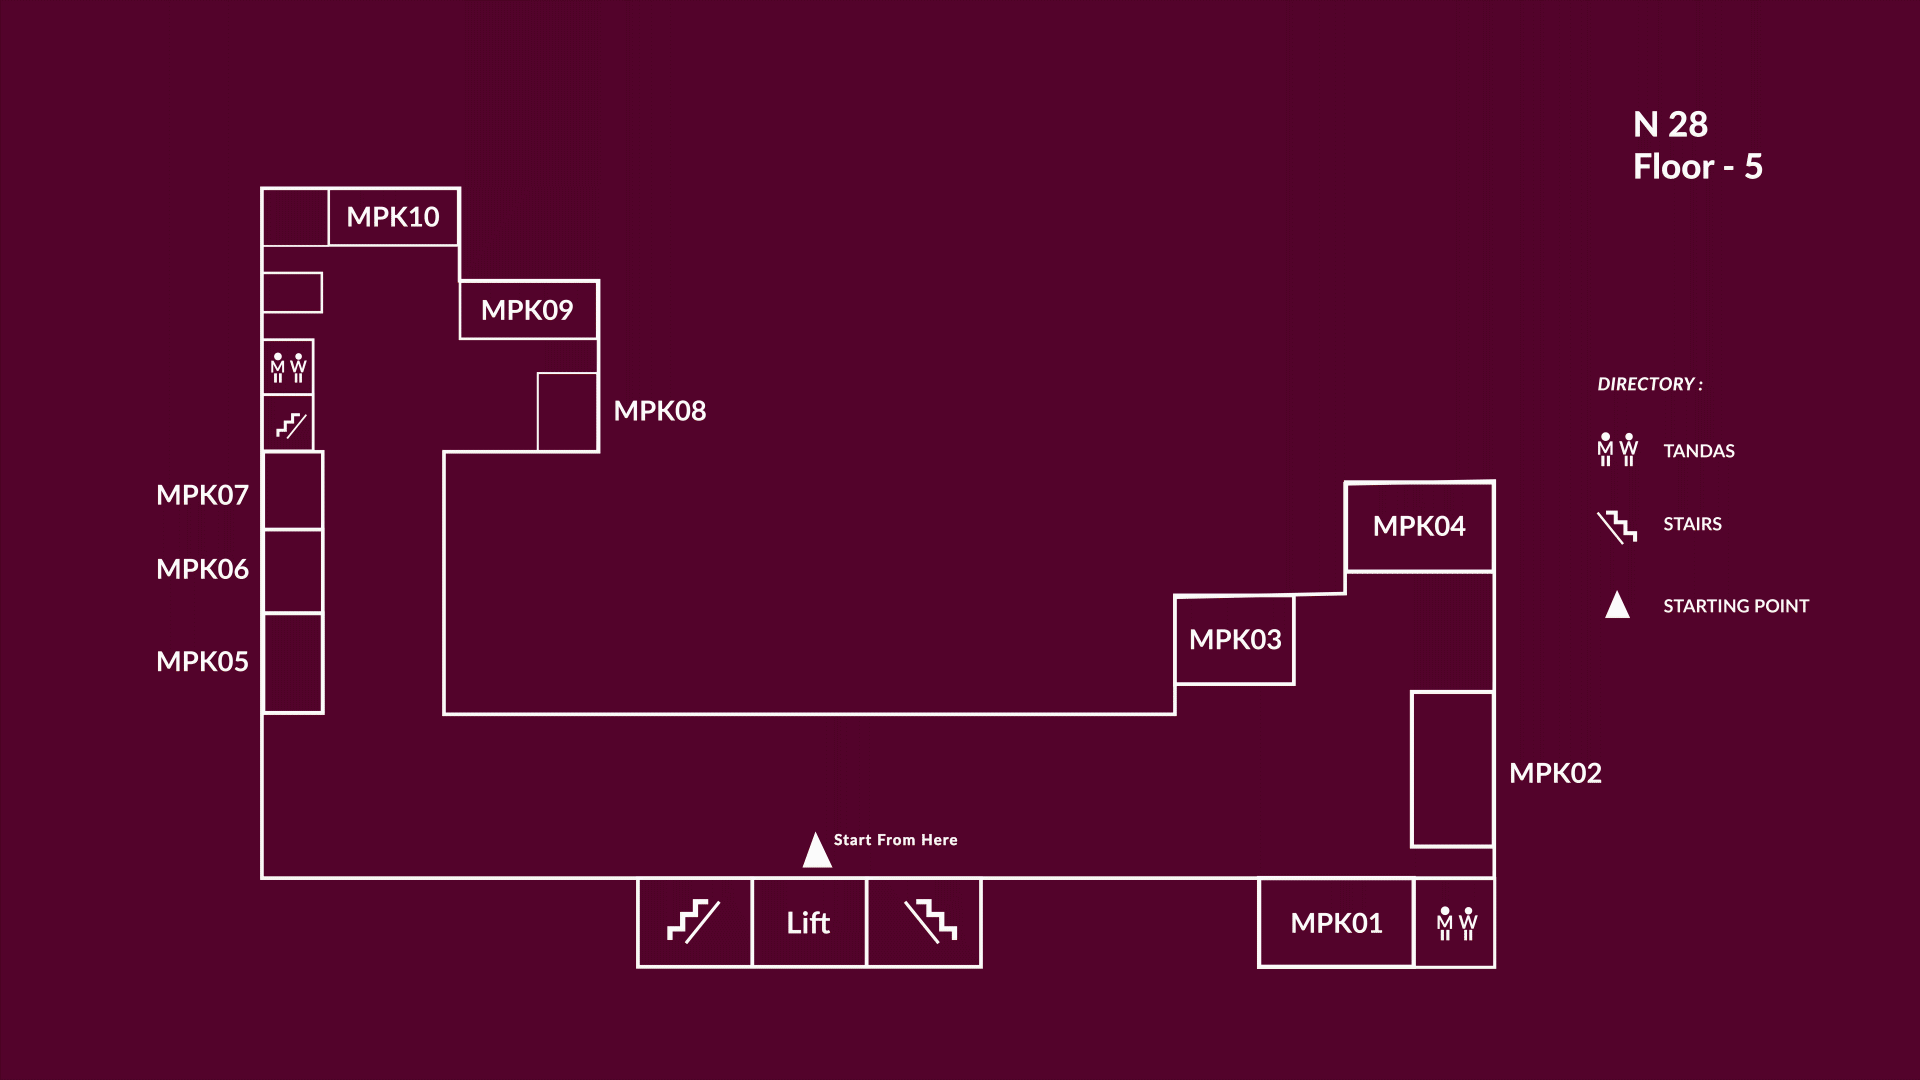 N 28
Floor - 5
MPK10
MPK09
MPK08
MPK07
MPK06
MPK05
MPK04
MPK03
MPK02
MPK01
M W
Start From Here
Lift
M W
DIRECTORY :
M W TANDAS
STAIRS
STARTING POINT